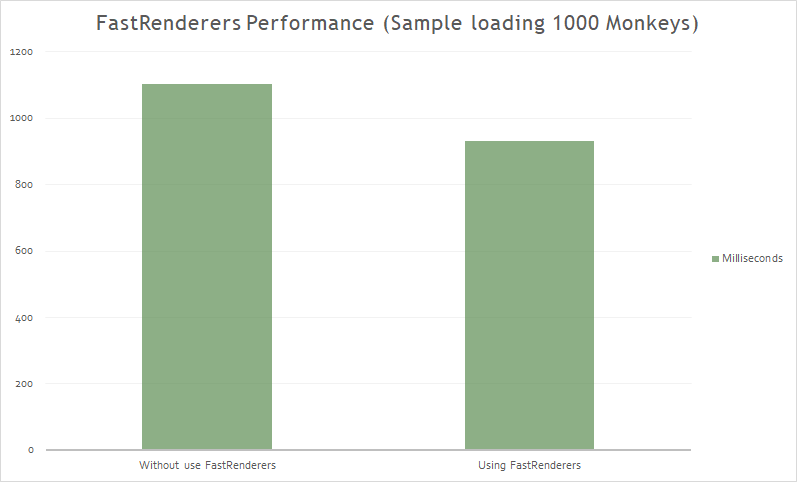 FastRenderers Performance (Sample loading 1000 Monkeys)
1200
1000
800
600
400
200
0
Milliseconds
Without use FastRenderers
Using FastRenderers